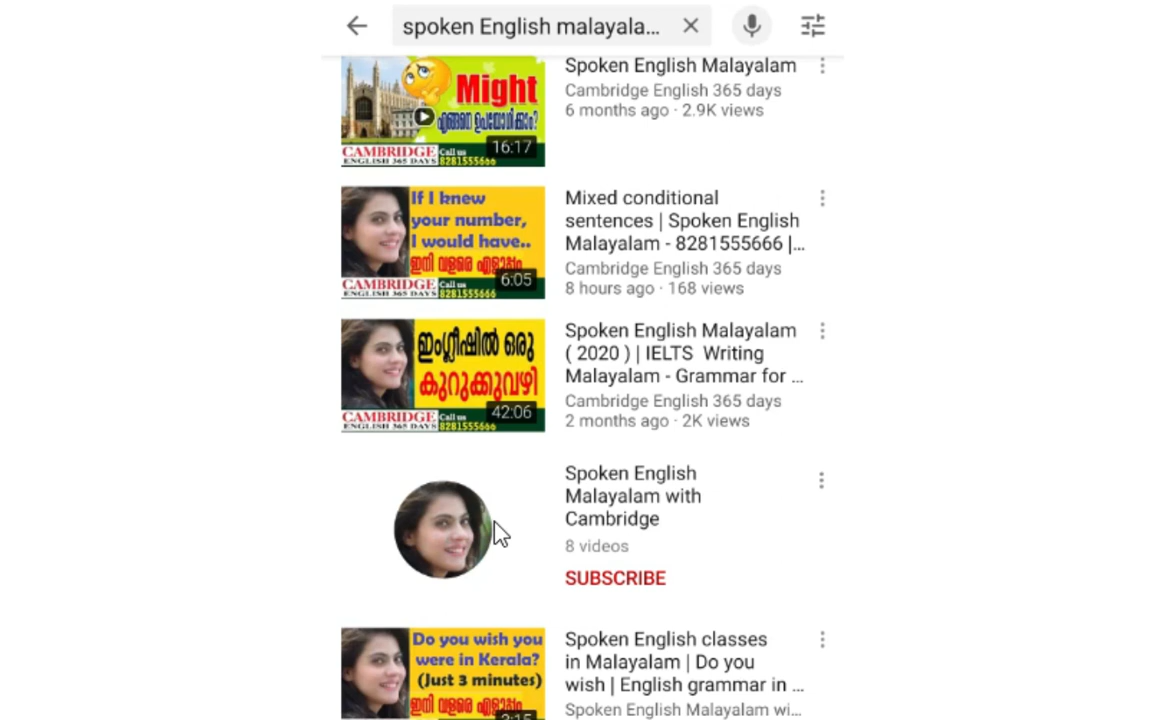 spoken English malayala...
Might
എങ്ങനെ ഉപയോഗിക്കാം?
16:17
CAMBRIDGE
ENGLISH 365 DAYS
Call us
8281555666
Spoken English Malayalam
Cambridge English 365 days
6 months ago · 2.9K views
If I knew
your number,
I would have..
ഇനി വളരെ എളുപ്പം
6:05
CAMBRIDGE
ENGLISH 365 DAYS
Call us
8281555666
Mixed conditional
sentences | Spoken English
Malayalam - 8281555666 |...
Cambridge English 365 days
8 hours ago · 168 views
ഇംഗ്ലീഷിൽ ഒരു
കുറുക്കുവഴി
42:06
CAMBRIDGE
ENGLISH 365 DAYS
Call us
8281555666
Spoken English Malayalam
( 2020 ) | IELTS Writing
Malayalam - Grammar for ...
Cambridge English 365 days
2 months ago · 2K views
Spoken English
Malayalam with
Cambridge
8 videos
SUBSCRIBE
Do you wish you
were in Kerala?
(Just 3 minutes)
ഇനി വളരെ എളുപ്പം
3:15
Spoken English classes
in Malayalam | Do you
wish | English grammar in ...
Spoken English Malayalam wi...